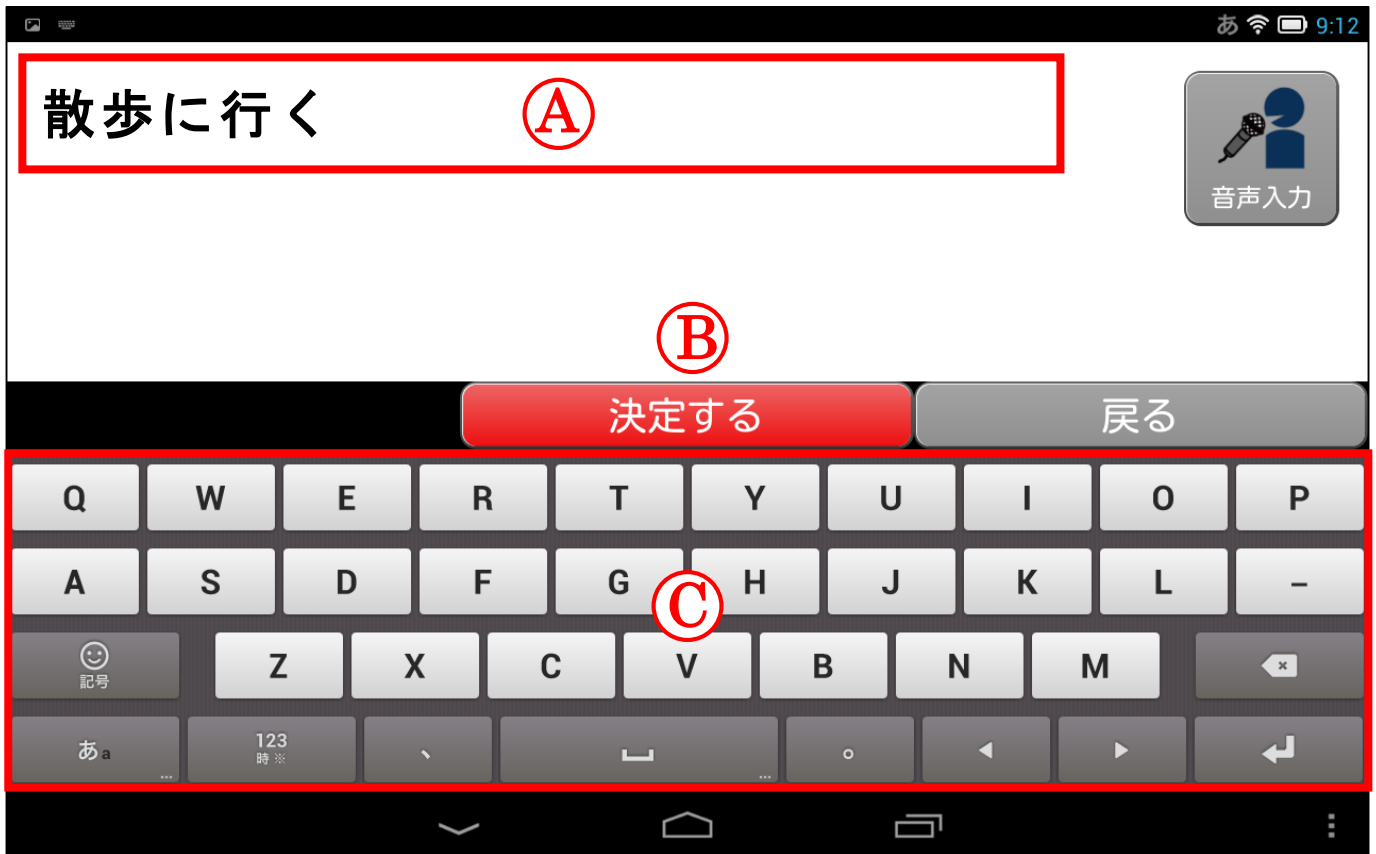 あ 9:12
散歩に行く Ⓐ
音声入力
Ⓑ
決定する 戻る
Q W E R T Y U I O P
A S D F G H J K L －
Ⓒ
記号 Z X C V B N M
あa 123 時※ 、 。